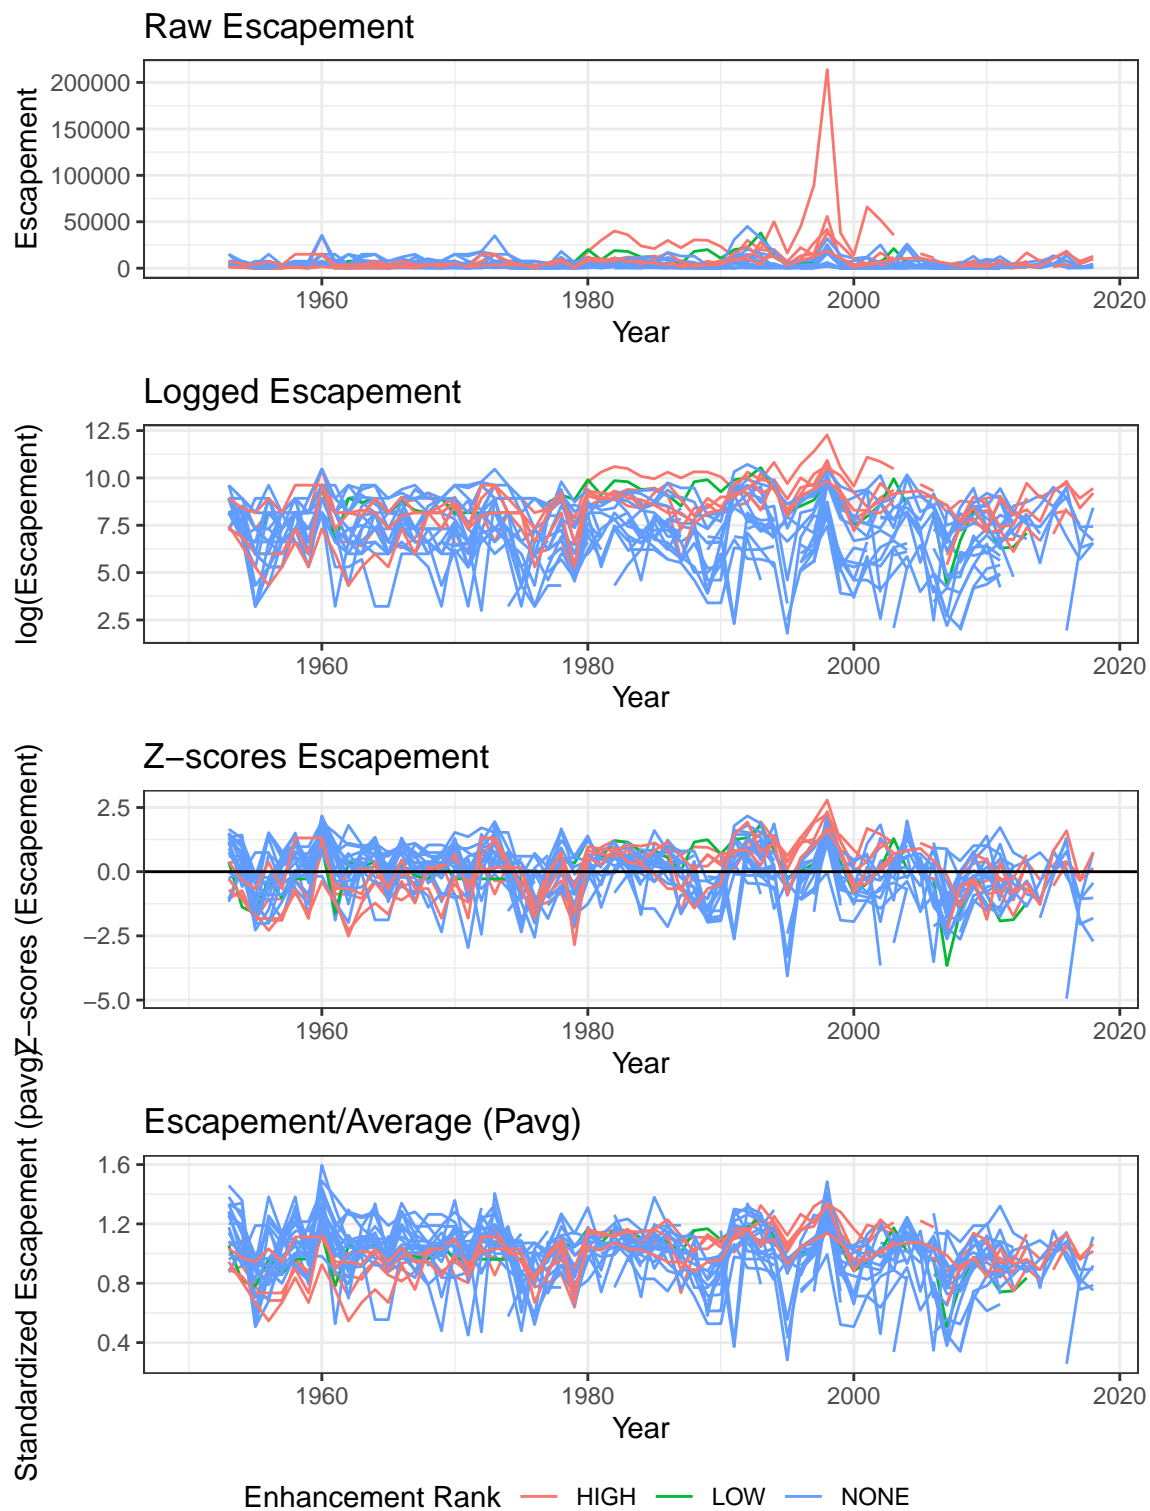 Raw Escapement
Escapement
200000
150000
100000
50000
0
1960
1980
2000
2020
Year
Logged Escapement
log(Escapement)
12.5
10.0
7.5
5.0
2.5
1960
1980
2000
2020
Year
Z−scores Escapement
Z−scores (Escapement)
2.5
0.0
−2.5
−5.0
1960
1980
2000
2020
Year
Escapement/Average (Pavg)
Standardized Escapement (pavg)
1.6
1.2
0.8
0.4
1960
1980
2000
2020
Year
Enhancement Rank HIGH LOW NONE